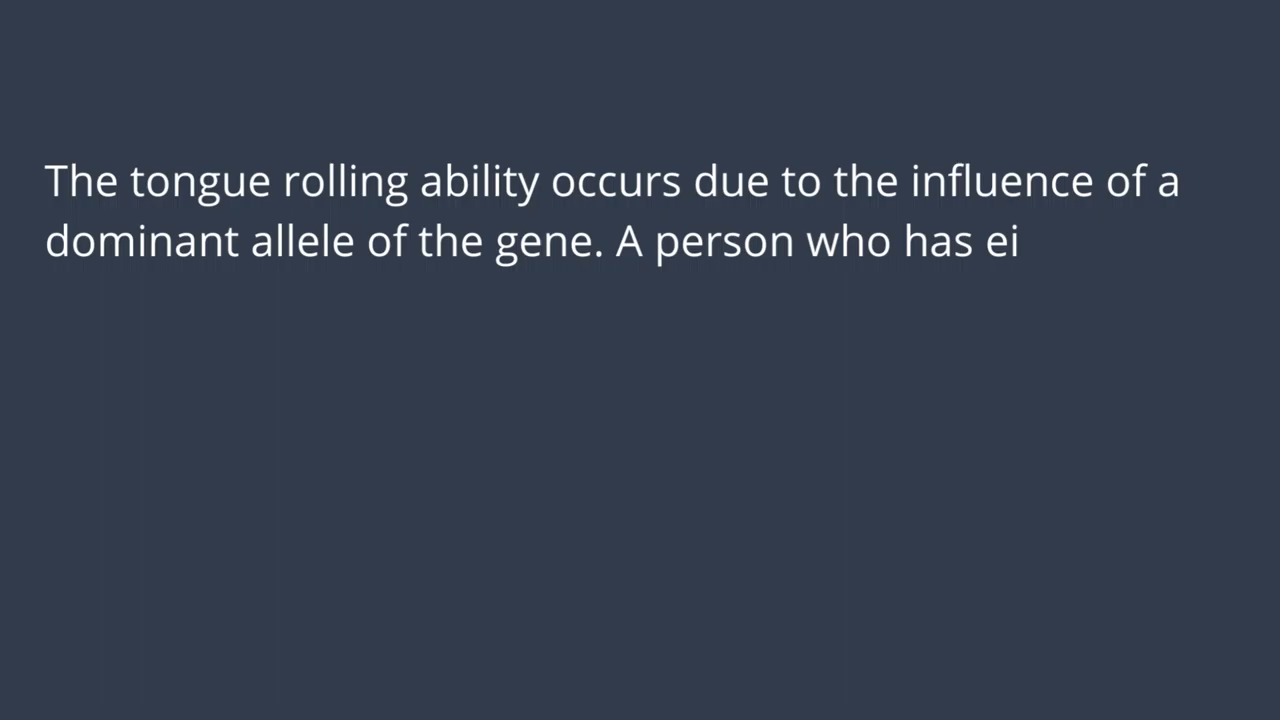 The tongue rolling ability occurs due to the influence of a
dominant allele of the gene. A person who has ei